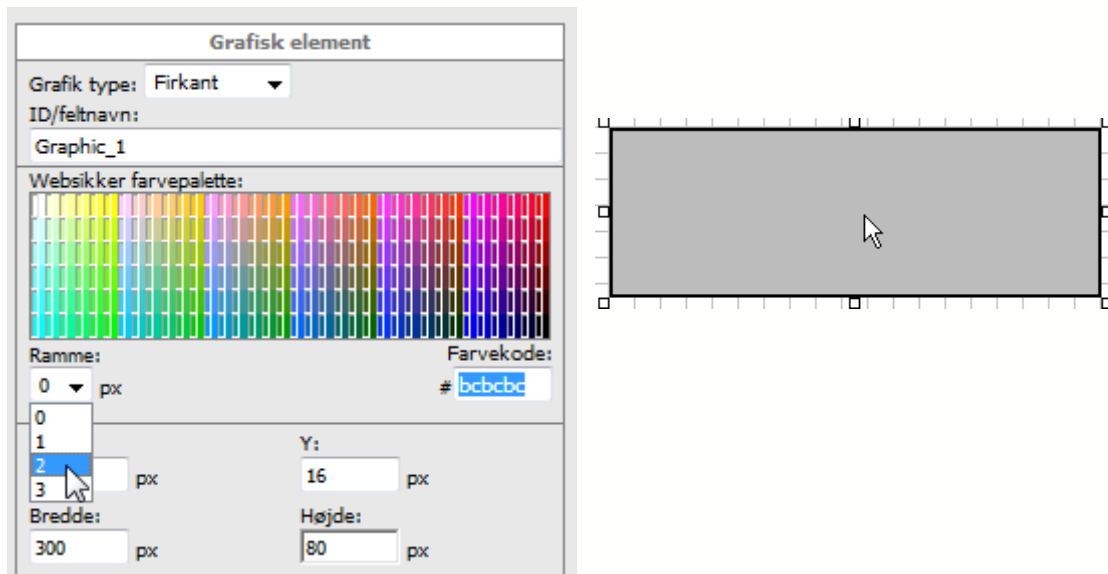 Grafisk element
Grafik type: Firkant
ID/feltnavn:
Graphic_1
Websikker farvepalette:
Ramme: Farvekode:
0 px # bcbcbc
0
1
Y:
2 px 16 px
3
Bredde: Højde:
300 px 80 px